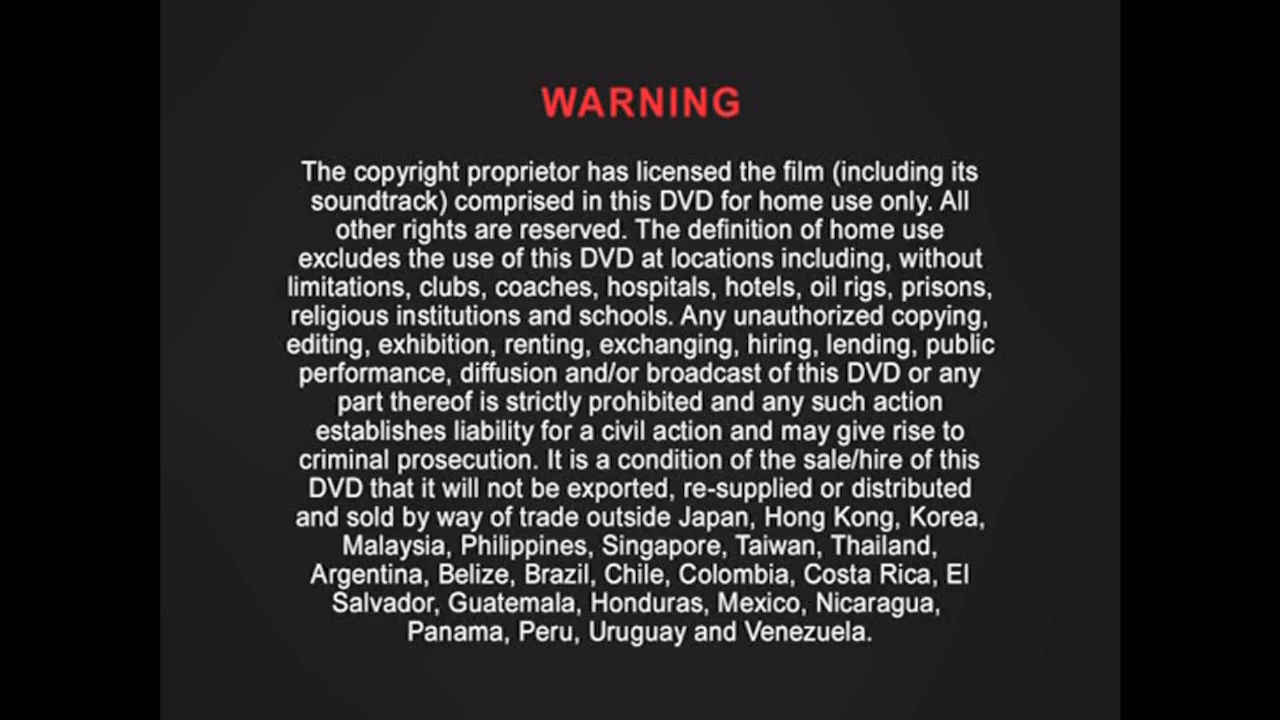 WARNING
The copyright proprietor has licensed the film (including its
soundtrack) comprised in this DVD for home use only. All
other rights are reserved. The definition of home use
excludes the use of this DVD at locations including, without
limitations, clubs, coaches, hospitals, hotels, oil rigs, prisons,
religious institutions and schools. Any unauthorized copying,
editing, exhibition, renting, exchanging, hiring, lending, public
performance, diffusion and/or broadcast of this DVD or any
part thereof is strictly prohibited and any such action
establishes liability for a civil action and may give rise to
criminal prosecution. It is a condition of the sale/hire of this
DVD that it will not be exported, re-supplied or distributed
and sold by way of trade outside Japan, Hong Kong, Korea,
Malaysia, Philippines, Singapore, Taiwan, Thailand,
Argentina, Belize, Brazil, Chile, Colombia, Costa Rica, El
Salvador, Guatemala, Honduras, Mexico, Nicaragua,
Panama, Peru, Uruguay and Venezuela.